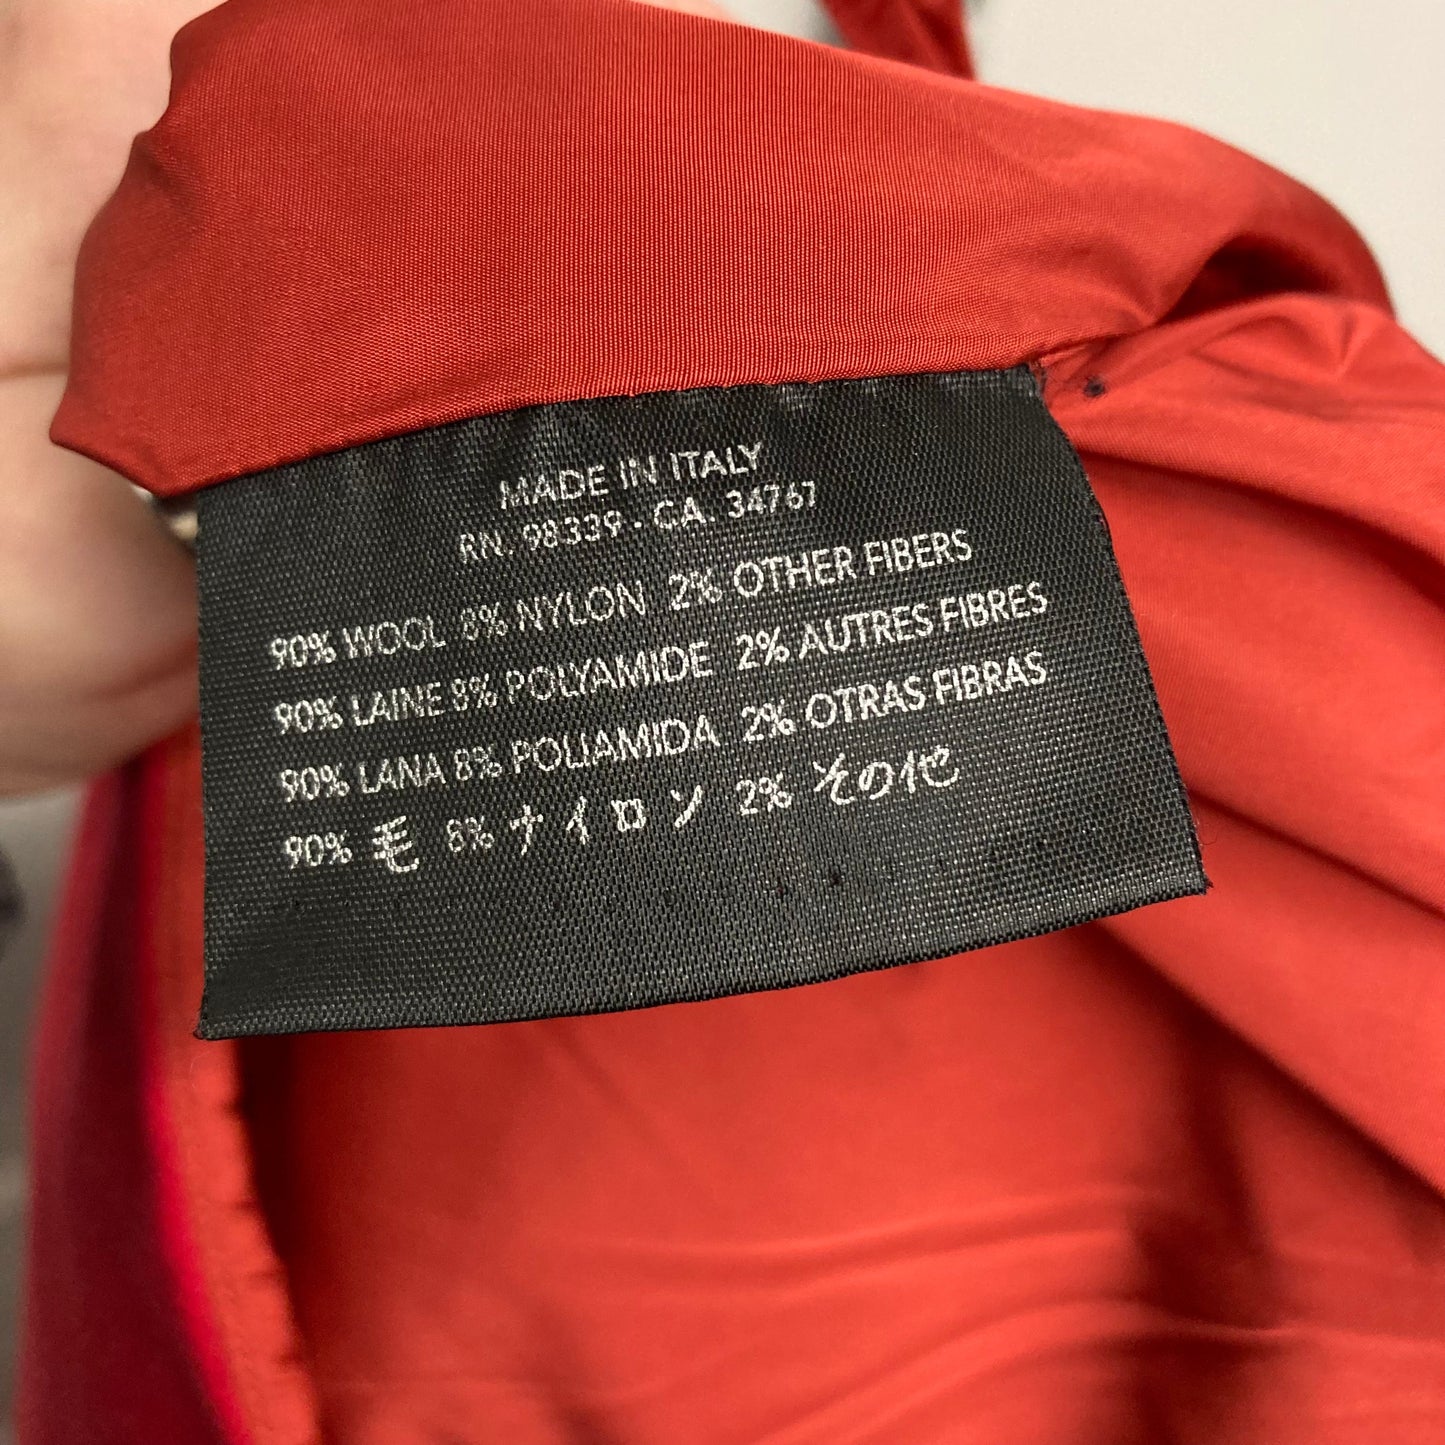 MADE IN ITALY
RN. 98339 - CA. 34761
90% WOOL 8% NYLON 2% OTHER FIBERS
90% LAINE 8% POLYAMIDE 2% AUTRES FIBRES
90% LANA 8% POLIAMIDA 2% OTRAS FIBRAS
90% 毛 8% ナイロン 2% その他